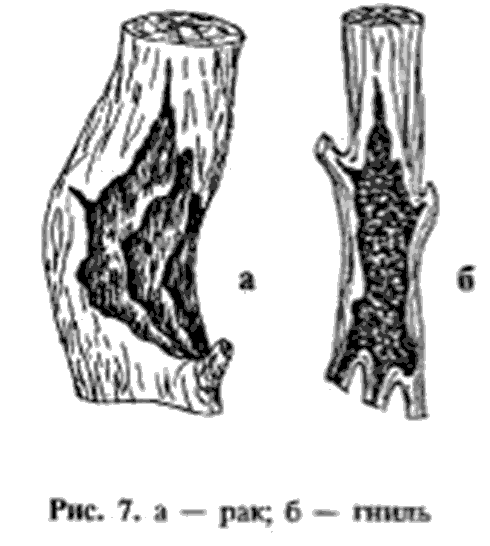 а
б
Рис. 7. а — рак; б — гниль